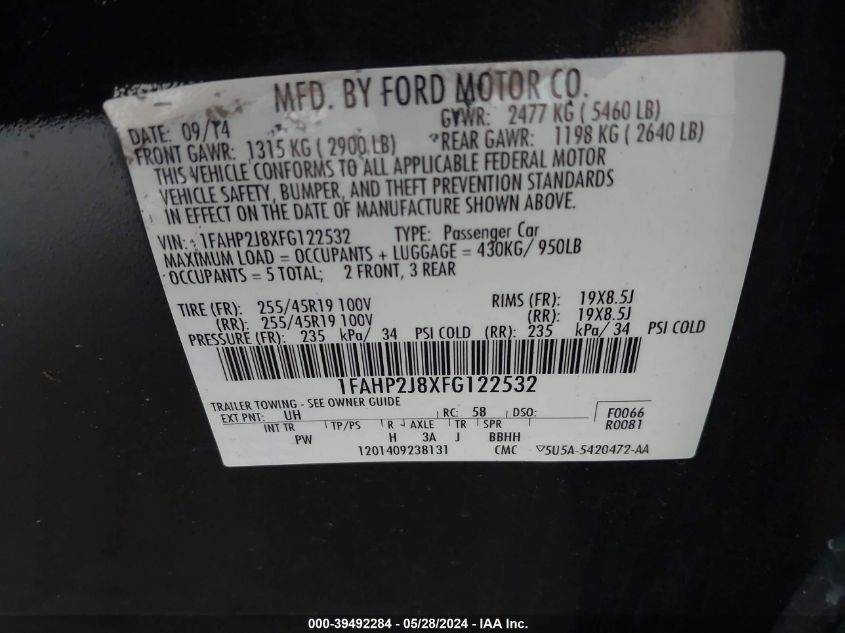 MFD. BY FORD MOTOR CO.
DATE: 09/14 GVWR: 2477 KG ( 5460 LB)
FRONT GAWR: 1315 KG ( 2900 LB) REAR GAWR: 1198 KG ( 2640 LB)
THIS VEHICLE CONFORMS TO ALL APPLICABLE FEDERAL MOTOR
VEHICLE SAFETY, BUMPER, AND THEFT PREVENTION STANDARDS
IN EFFECT ON THE DATE OF MANUFACTURE SHOWN ABOVE.
VIN: 1FAHP2J8XFG122532 TYPE: Passenger Car
MAXIMUM LOAD = OCCUPANTS + LUGGAGE = 430KG/ 950LB
OCCUPANTS = 5 TOTAL; 2 FRONT, 3 REAR
TIRE (FR): 255/45R19 100V RIMS (FR): 19X8.5J
(RR): 255/45R19 100V (RR): 19X8.5J
PRESSURE (FR): 235 kPa/ 34 PSI COLD (RR): 235 kPa/ 34 PSI COLD
1FAHP2J8XFG122532
TRAILER TOWING - SEE OWNER GUIDE
EXT PNT: UH RC: 58 DSO: F0066
INT TR TP/PS R AXLE TR SPR R0081
PW H 3A J BBHH
1201409238131 CMC 5U5A-5420472-AA
000-39492284 - 05/28/2024 - IAA Inc.